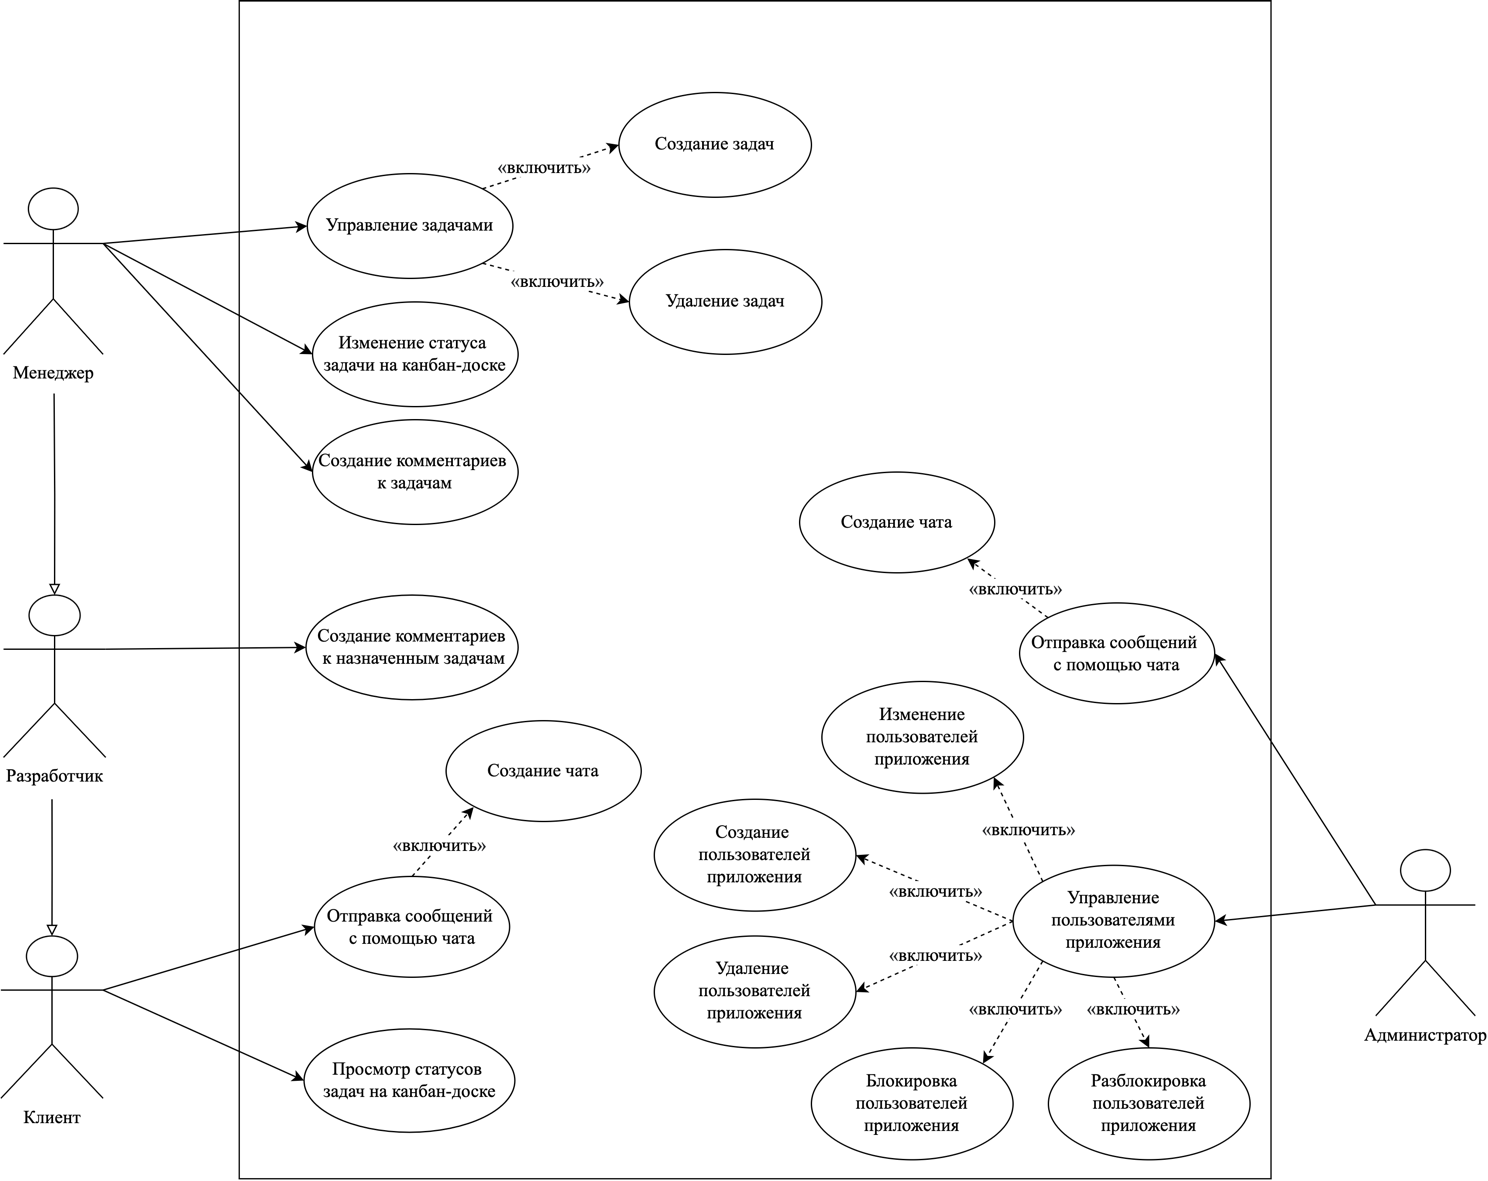 Создание задач
«включить»
Управление задачами
«включить»
Удаление задач
Изменение статуса
задачи на канбан-доске
Менеджер
Создание комментариев
к задачам
Создание чата
«включить»
Создание комментариев
к назначенным задачам
Отправка сообщений
с помощью чата
Изменение
пользователей
приложения
Разработчик
Создание чата
«включить»
«включить»
Создание
пользователей
приложения
«включить»
Управление
пользователями
приложения
Отправка сообщений
с помощью чата
«включить»
Удаление
пользователей
приложения
«включить»
«включить»
Администратор
Просмотр статусов
задач на канбан-доске
Блокировка
пользователей
приложения
Разблокировка
пользователей
приложения
Клиент